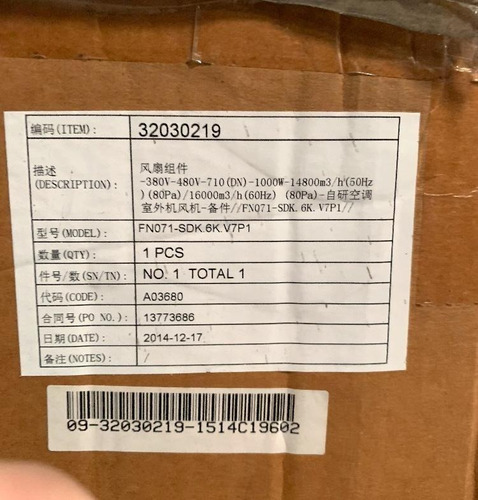 编码(ITEM): 32030219
描述 风扇组件
(DESCRIPTION): -380V-480V-710(DN)-1000W-14800m3/h(50Hz
)(80Pa)/16000m3/h(60Hz) (80Pa)-自研空调
室外机风机-备件//FN071-SDK.6K.V7P1//
型号(MODEL): FN071-SDK.6K.V7P1
数量(QTY): 1 PCS
件号/数(SN/TN): NO. 1 TOTAL 1
代码(CODE): A03680
合同号(PO NO.): 13773686
日期(DATE): 2014-12-17
备注(NOTES): /
09-32030219-1514C19602